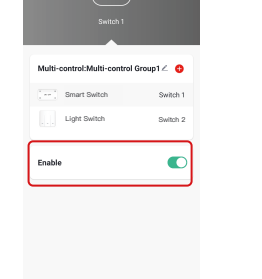 Switch 1
Multi-control:Multi-control Group1
Smart Switch Switch 1
Light Switch Switch 2
Enable